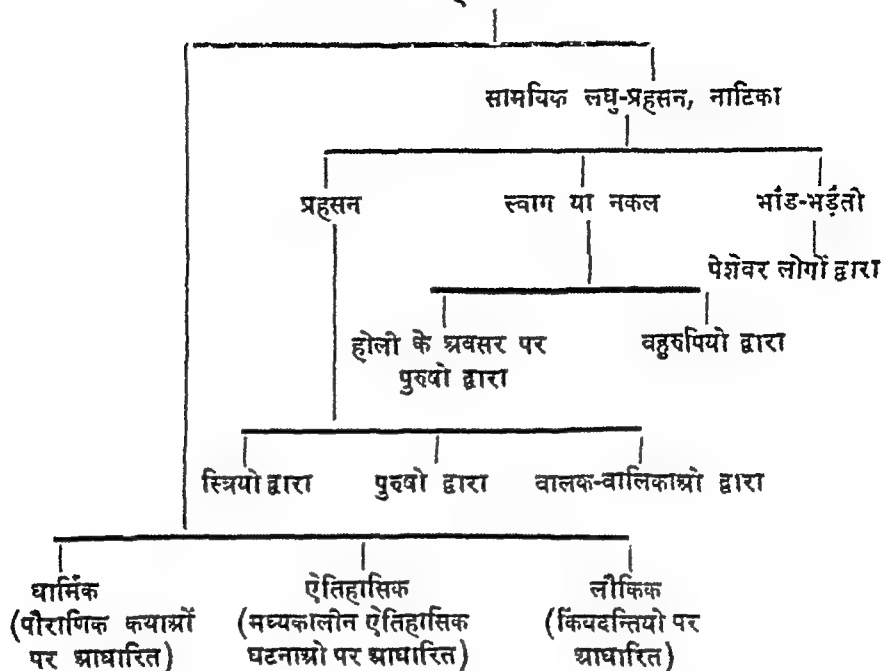 सामयिक लघु-प्रहसन, नाटिका
प्रहसन
स्वाग या नकल
भाँड-भड़ैतो
पेशेवर लोगों द्वारा
होली के अवसर पर
पुरुषो द्वारा
वहुरुपियो द्वारा
स्त्रियो द्वारा
पुरुषो द्वारा
वालक-वालिकाओ द्वारा
धार्मिक
(पौराणिक कथाओं
पर आधारित)
ऐतिहासिक
(मध्यकालीन ऐतिहासिक
घटनाओ पर आधारित)
लौकिक
(किंवदन्तियो पर
आधारित)